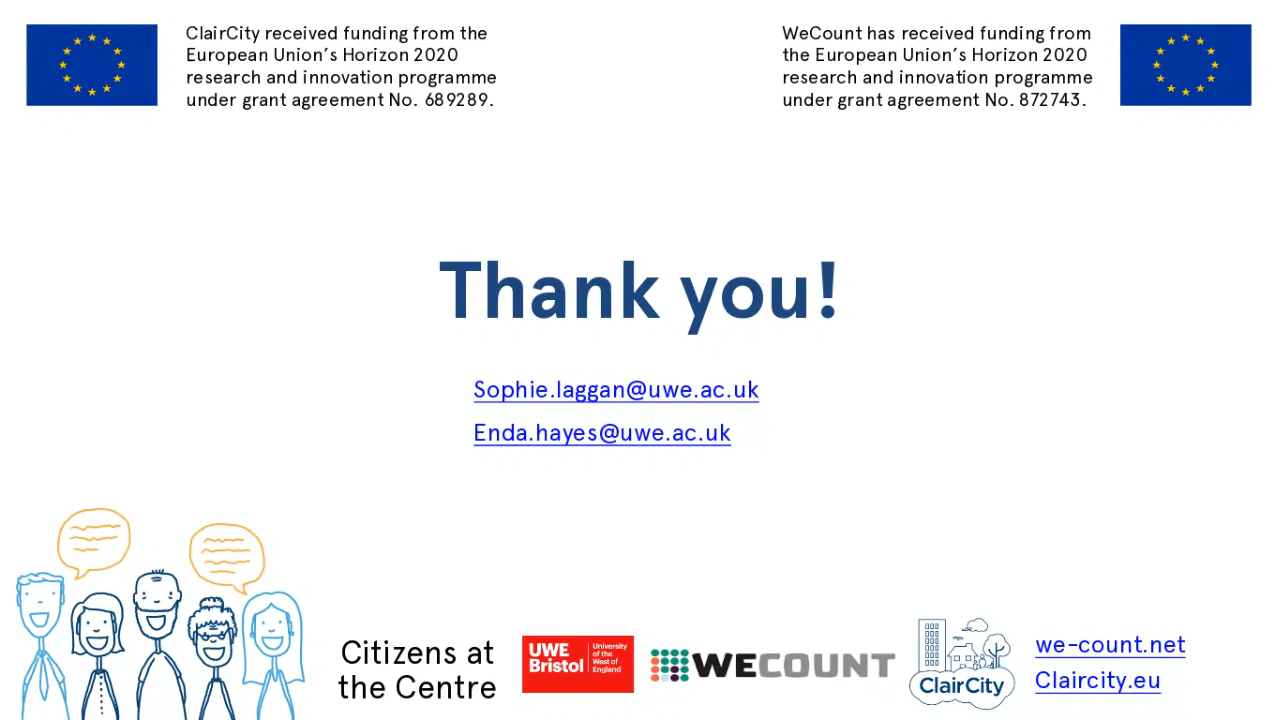 ClairCity received funding from the
European Union’s Horizon 2020
research and innovation programme
under grant agreement No. 689289.
WeCount has received funding from
the European Union’s Horizon 2020
research and innovation programme
under grant agreement No. 872743.
Thank you!
Sophie.laggan@uwe.ac.uk
Enda.hayes@uwe.ac.uk
Citizens at
the Centre
UWE
Bristol
University
of the
West of
England
WECOUNT
ClairCity
we-count.net
Claircity.eu